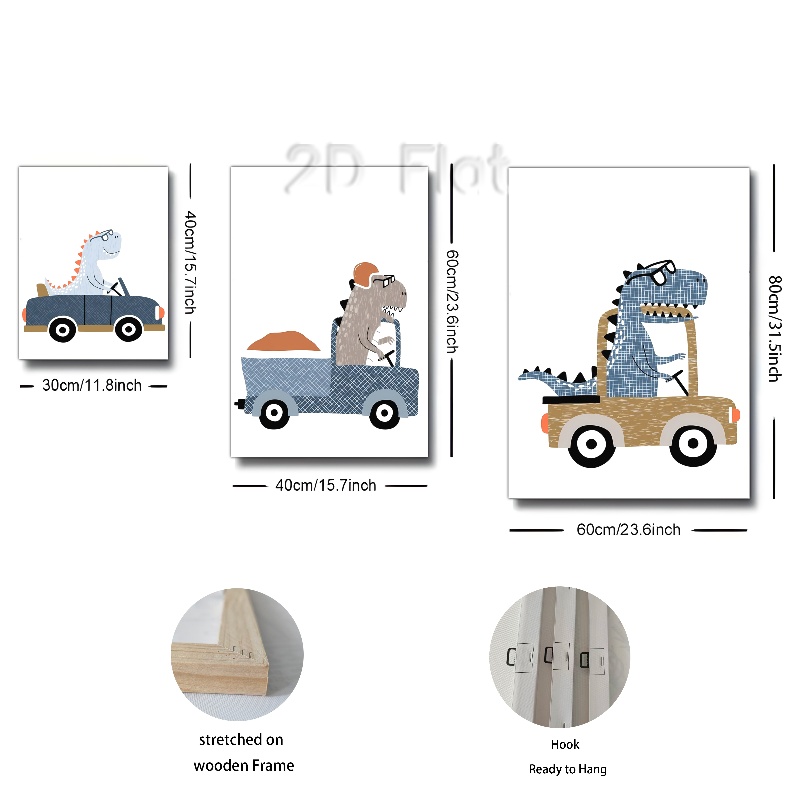 2D Flat
40cm/15.7inch
30cm/11.8inch
60cm/23.6inch
40cm/15.7inch
80cm/31.5inch
60cm/23.6inch
stretched on
wooden Frame
Hook
Ready to Hang